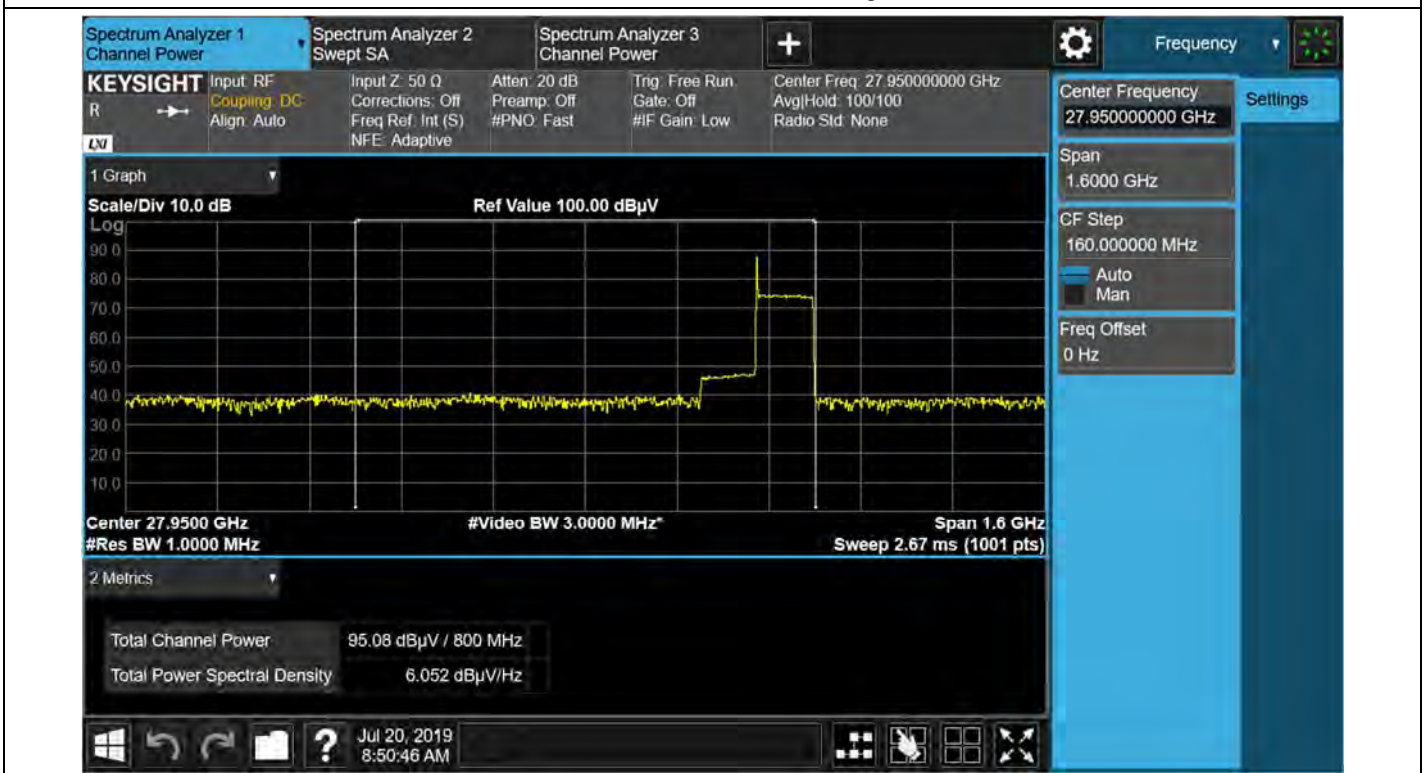 Spectrum Analyzer 1
Channel Power
Spectrum Analyzer 2
Swept SA
Spectrum Analyzer 3
Channel Power
Frequency
KEYSIGHT
R
LXI
Input: RF
Coupling: DC
Align: Auto
Input Z: 50 Ω
Corrections: Off
Freq Ref: Int (S)
NFE: Adaptive
Atten: 20 dB
Preamp: Off
#PNO: Fast
Trig: Free Run
Gate: Off
#IF Gain: Low
Center Freq: 27.950000000 GHz
Avg|Hold: 100/100
Radio Std: None
Center Frequency
27.950000000 GHz
Settings
Span
1.6000 GHz
CF Step
160.000000 MHz
Auto
Man
Freq Offset
0 Hz
1 Graph
Scale/Div 10.0 dB
Ref Value 100.00 dBµV
Log
90.0
80.0
70.0
60.0
50.0
40.0
30.0
20.0
10.0
Center 27.9500 GHz
#Video BW 3.0000 MHz*
Span 1.6 GHz
#Res BW 1.0000 MHz
Sweep 2.67 ms (1001 pts)
2 Metrics
Total Channel Power 95.08 dBµV / 800 MHz
Total Power Spectral Density 6.052 dBµV/Hz
?
Jul 20, 2019
8:50:46 AM